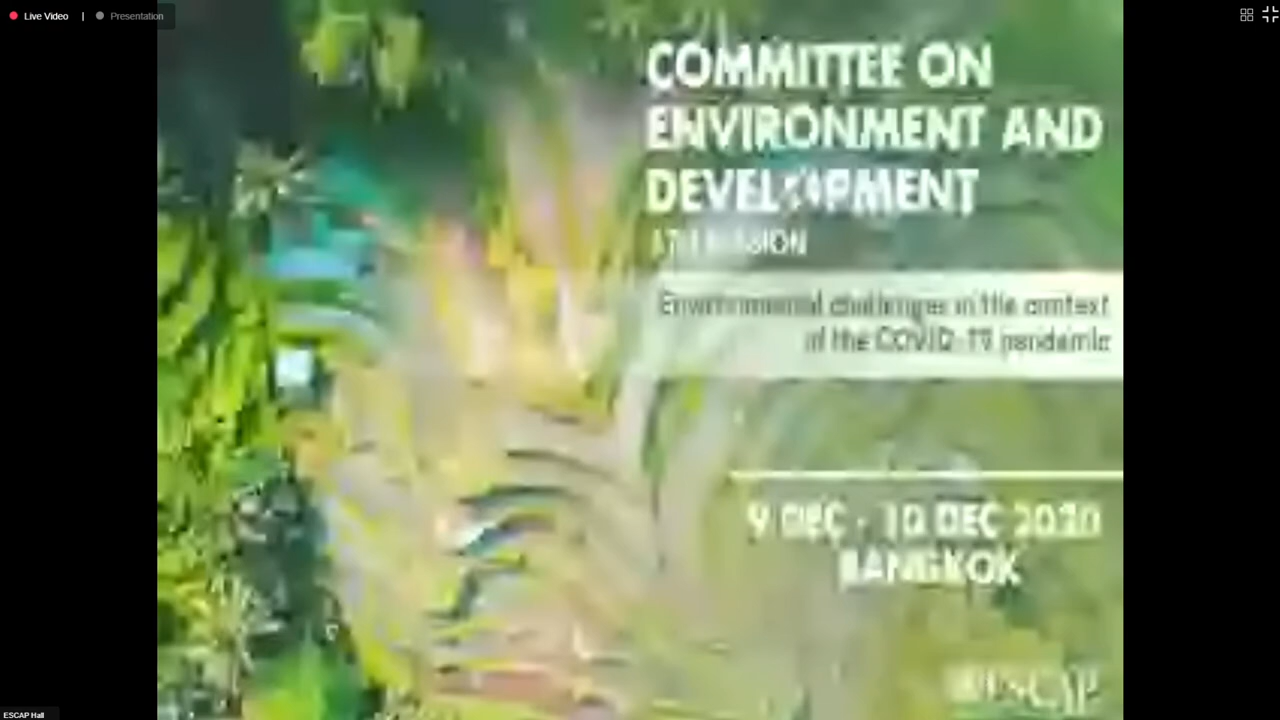 Live Video | Presentation
COMMITTEE ON
ENVIRONMENT AND
DEVELOPMENT
Environmental challenges in the context
of the COVID-19 pandemic
9 DEC - 10 DEC 2020
BANGKOK
ESCAP
ESCAP Hall